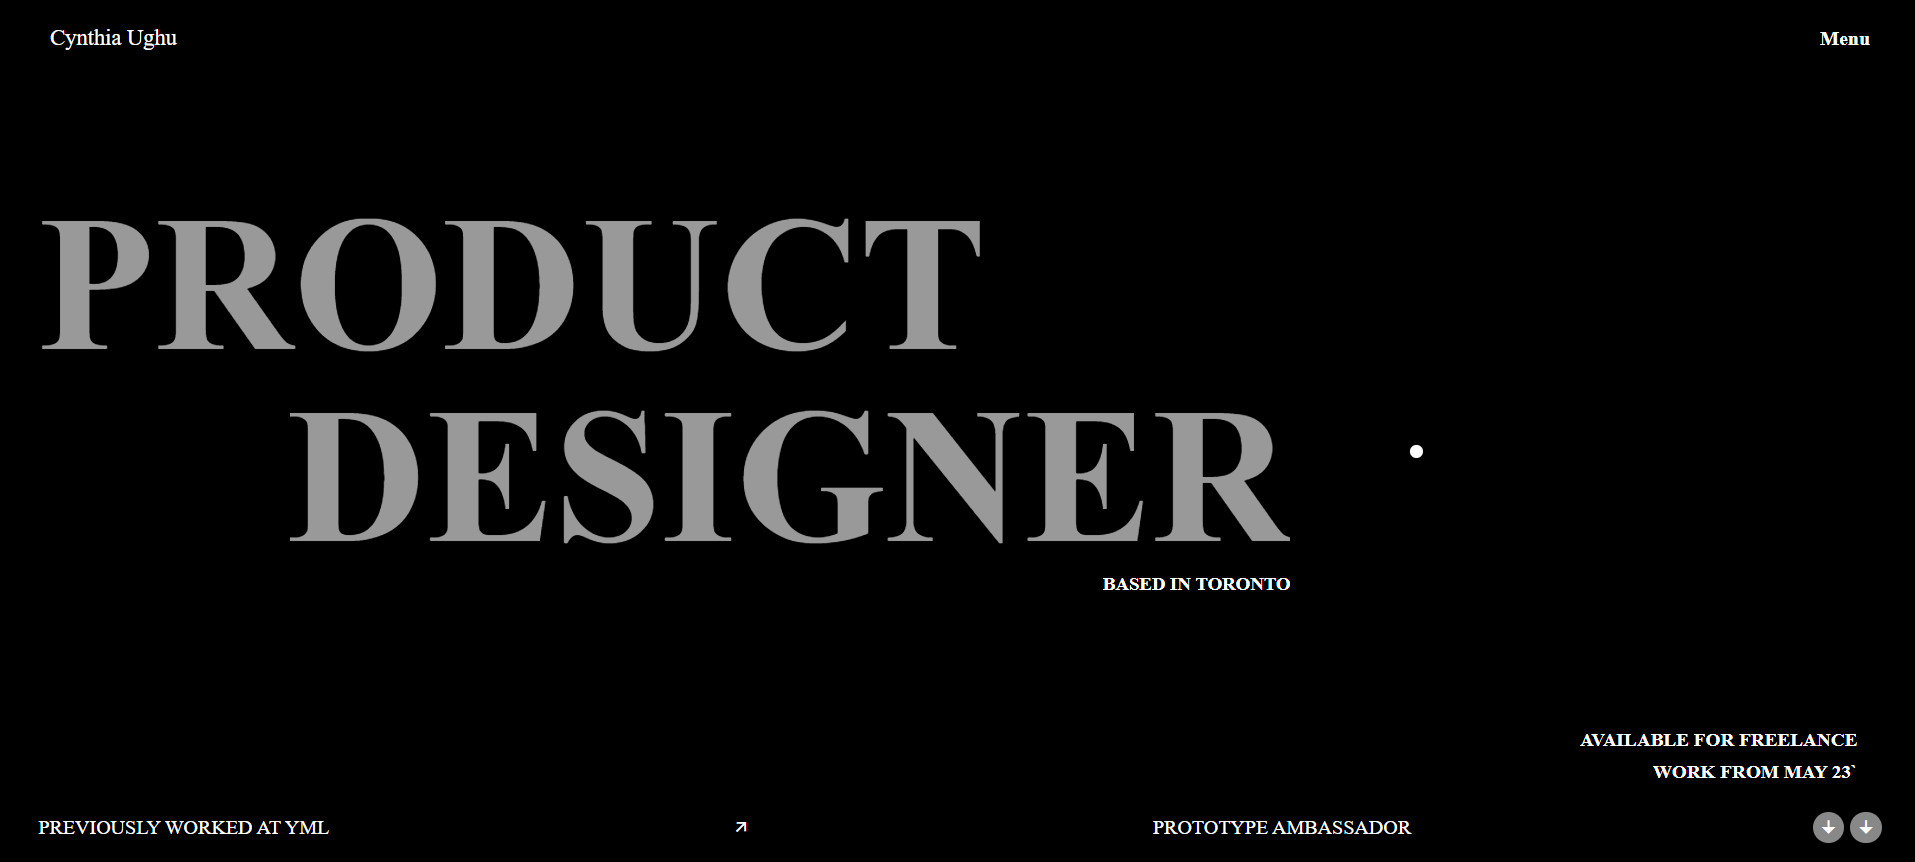 Cynthia Ughu
Menu
PRODUCT
DESIGNER
BASED IN TORONTO
AVAILABLE FOR FREELANCE
WORK FROM MAY 23`
PREVIOUSLY WORKED AT YML
PROTOTYPE AMBASSADOR